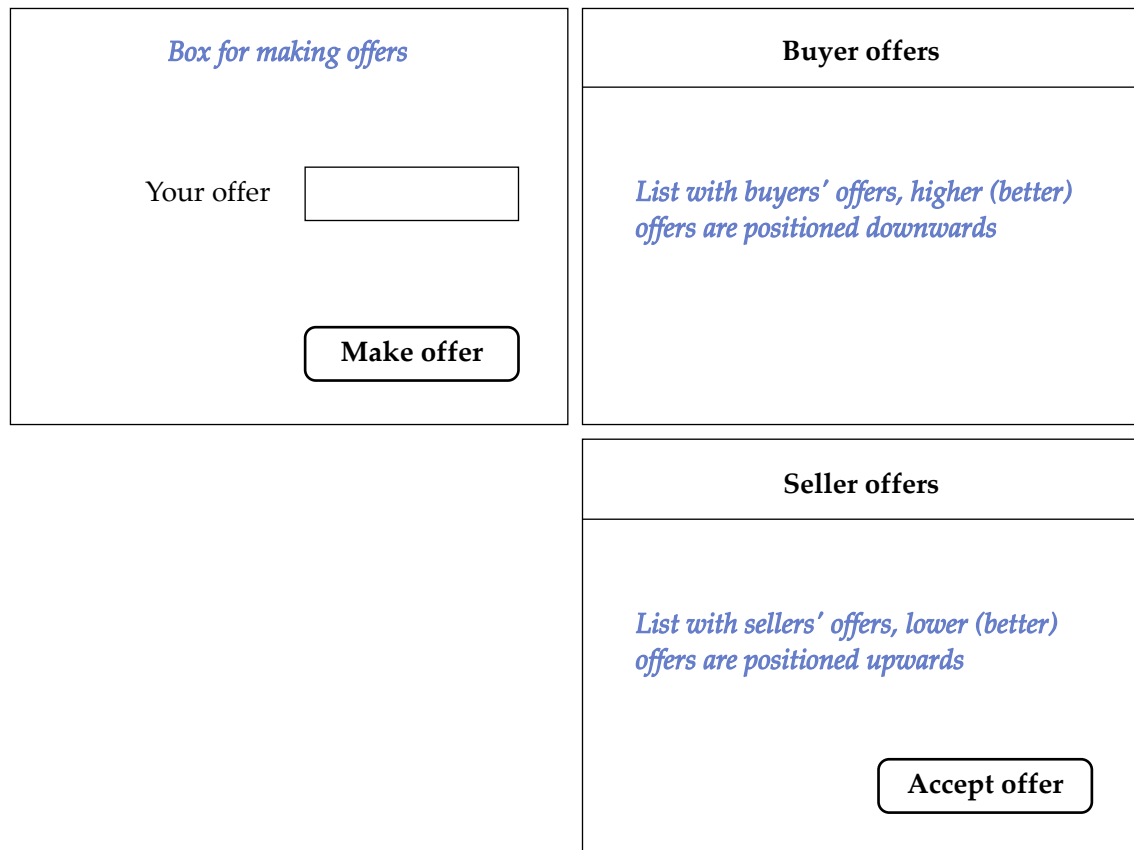 Box for making offers
Your offer
Make offer
Buyer offers
List with buyers’ offers, higher (better)
offers are positioned downwards
Seller offers
List with sellers’ offers, lower (better)
offers are positioned upwards
Accept offer